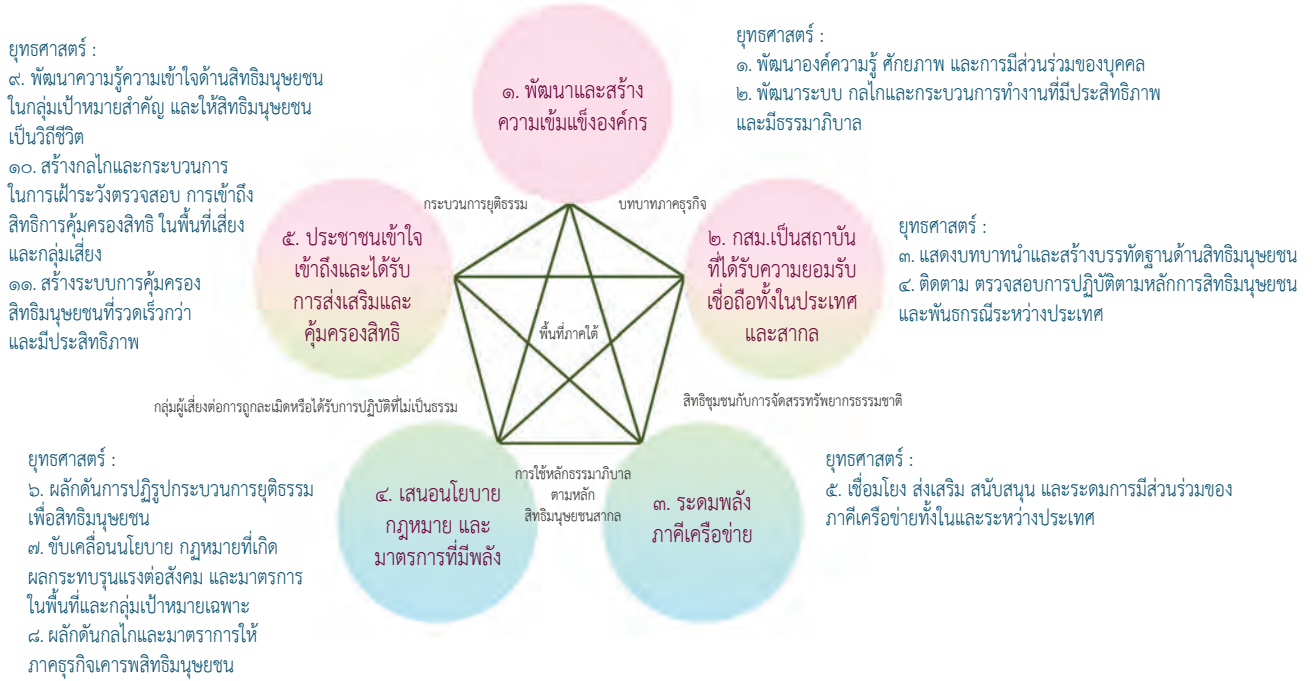 ๑. พัฒนาและสร้าง
ความเข้มแข็งองค์กร
ยุทธศาสตร์ :
๑. พัฒนาองค์ความรู้ ศักยภาพ และการมีส่วนร่วมของบุคคล
๒. พัฒนาระบบ กลไกและกระบวนการทำงานที่มีประสิทธิภาพ
และมีธรรมาภิบาล
บทบาทภาคธุรกิจ
๒. กสม.เป็นสถาบัน
ที่ได้รับความยอมรับ
เชื่อถือทั้งในประเทศ
และสากล
ยุทธศาสตร์ :
๓. แสดงบทบาทนำและสร้างบรรทัดฐานด้านสิทธิมนุษยชน
๔. ติดตาม ตรวจสอบการปฏิบัติตามหลักการสิทธิมนุษยชน
และพันธกรณีระหว่างประเทศ
สิทธิชุมชนกับการจัดสรรทรัพยากรธรรมชาติ
๓. ระดมพลัง
ภาคีเครือข่าย
ยุทธศาสตร์ :
๕. เชื่อมโยง ส่งเสริม สนับสนุน และระดมการมีส่วนร่วมของ
ภาคีเครือข่ายทั้งในและระหว่างประเทศ
การใช้หลักธรรมาภิบาล
ตามหลัก
สิทธิมนุษยชนสากล
๔. เสนอนโยบาย
กฎหมาย และ
มาตรการที่มีพลัง
ยุทธศาสตร์ :
๖. ผลักดันการปฏิรูปกระบวนการยุติธรรม
เพื่อสิทธิมนุษยชน
๗. ขับเคลื่อนนโยบาย กฎหมายที่เกิด
ผลกระทบรุนแรงต่อสังคม และมาตรการ
ในพื้นที่และกลุ่มเป้าหมายเฉพาะ
๘. ผลักดันกลไกและมาตราการให้
ภาคธุรกิจเคารพสิทธิมนุษยชน
กลุ่มผู้เสี่ยงต่อการถูกละเมิดหรือได้รับการปฏิบัติที่ไม่เป็นธรรม
๕. ประชาชนเข้าใจ
เข้าถึงและได้รับ
การส่งเสริมและ
คุ้มครองสิทธิ
ยุทธศาสตร์ :
๙. พัฒนาความรู้ความเข้าใจด้านสิทธิมนุษยชน
ในกลุ่มเป้าหมายสำคัญ และให้สิทธิมนุษยชน
เป็นวิถีชีวิต
๑๐. สร้างกลไกและกระบวนการ
ในการเฝ้าระวังตรวจสอบ การเข้าถึง
สิทธิการคุ้มครองสิทธิ ในพื้นที่เสี่ยง
และกลุ่มเสี่ยง
๑๑. สร้างระบบการคุ้มครอง
สิทธิมนุษยชนที่รวดเร็วกว่า
และมีประสิทธิภาพ
กระบวนการยุติธรรม
พื้นที่ภาคใต้